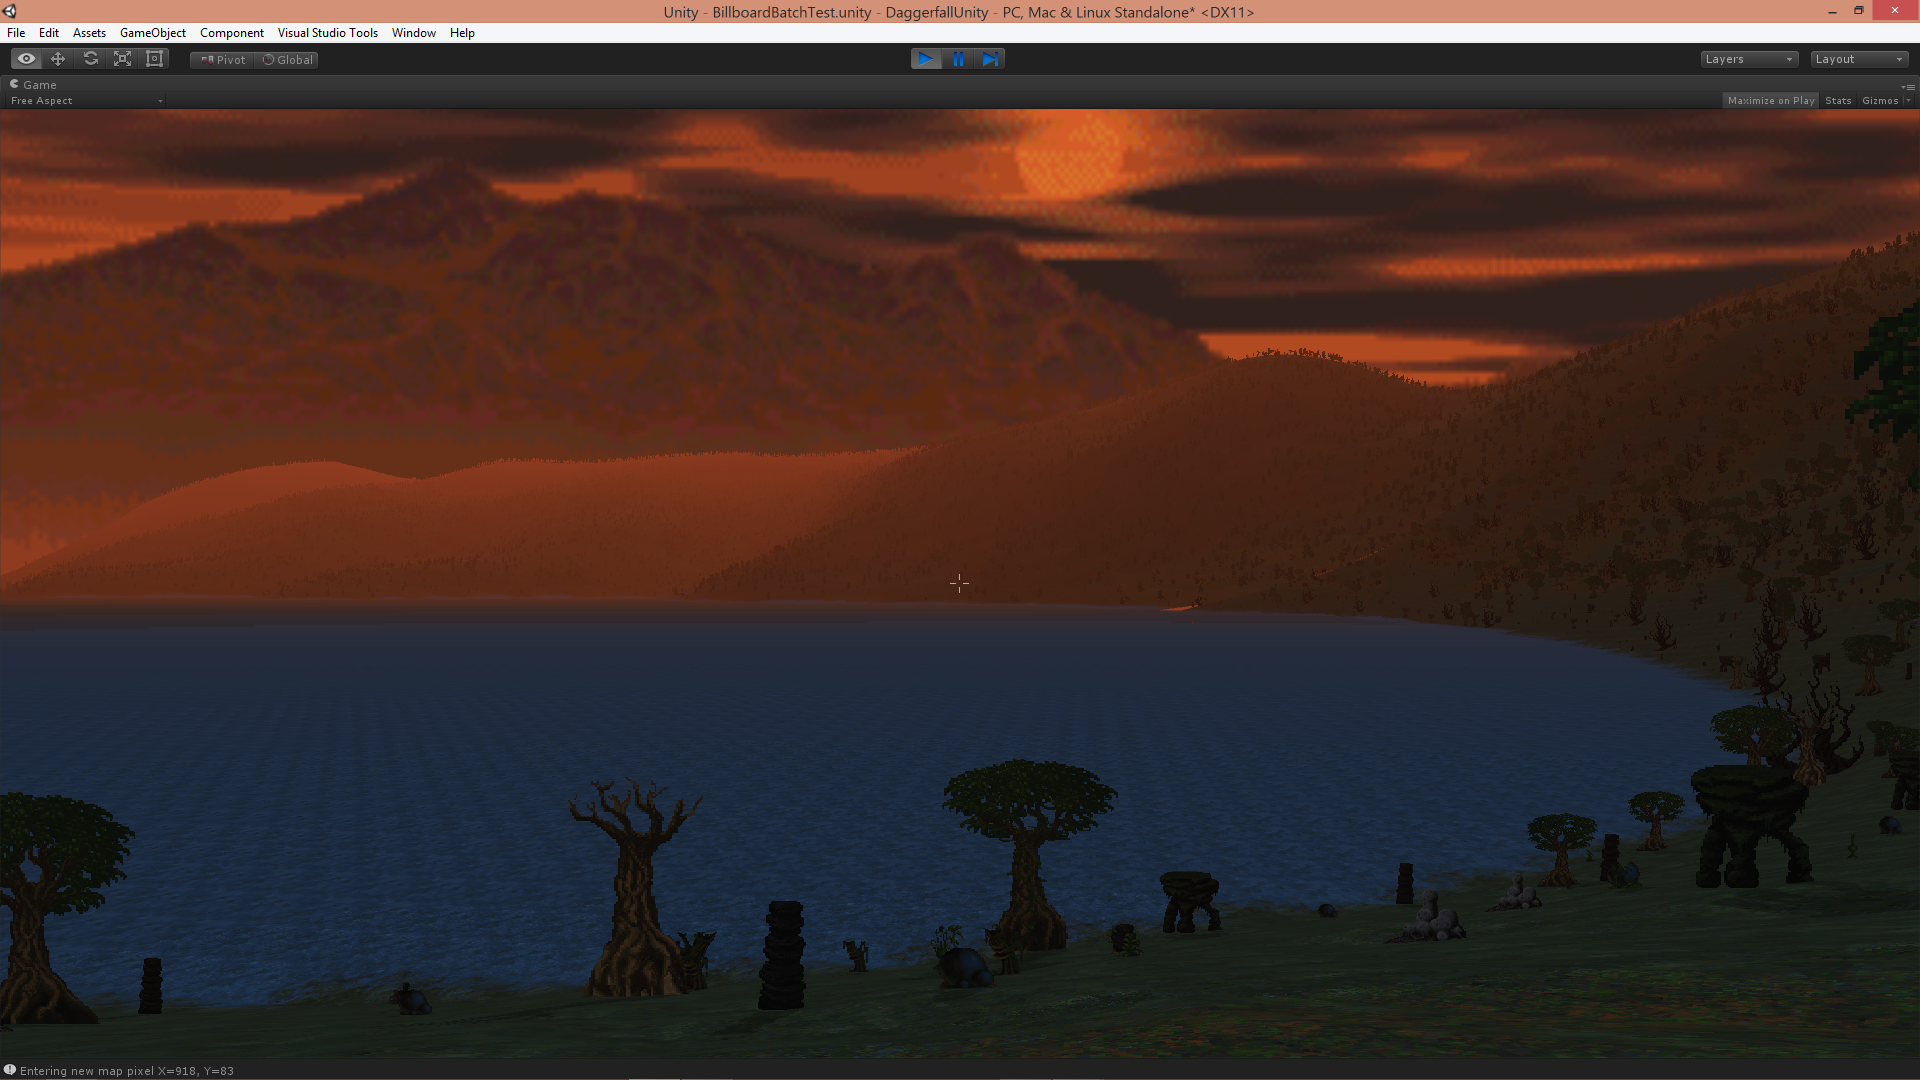 Unity - BillboardBatchTest.unity - DaggerfallUnity - PC, Mac & Linux Standalone* <DX11>
File Edit Assets GameObject Component Visual Studio Tools Window Help
Pivot Global Layers Layout
Game
Free Aspect Maximize on Play Stats Gizmos
Entering new map pixel X=918, Y=83